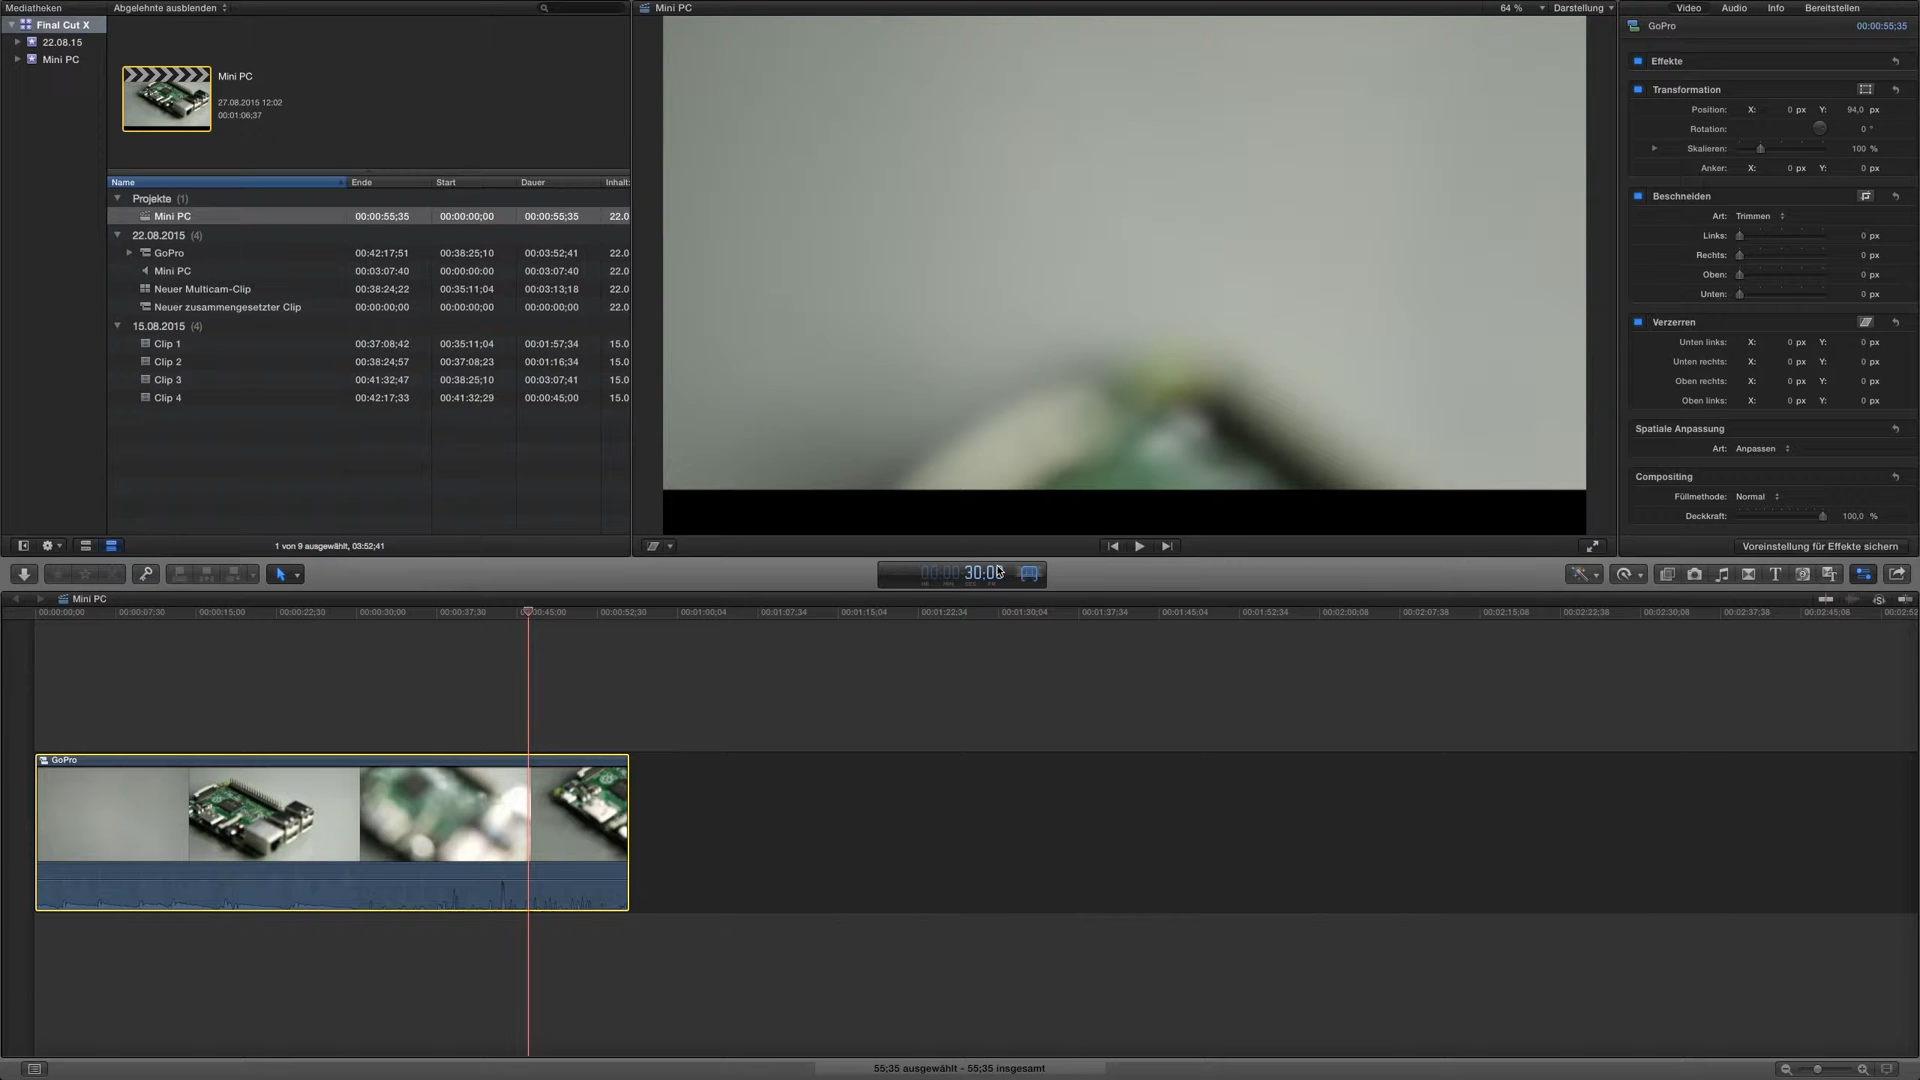 Mediatheken
Abgelehnte ausblenden
Mini PC
64 %
Darstellung
Video
Audio
Info
Bereitstellen
Final Cut X
22.08.15
Mini PC
Mini PC
27.08.2015 12:02
00:01:06;37
GoPro
00:00:55;35
Effekte
Transformation
Position: X: 0 px Y: 94,0 px
Rotation: 0 °
Skalieren: 100 %
Anker: X: 0 px Y: 0 px
Beschneiden
Art: Trimmen
Links: 0 px
Rechts: 0 px
Oben: 0 px
Unten: 0 px
Verzerren
Unten links: X: 0 px Y: 0 px
Unten rechts: X: 0 px Y: 0 px
Oben rechts: X: 0 px Y: 0 px
Oben links: X: 0 px Y: 0 px
Spatiale Anpassung
Art: Anpassen
Compositing
Füllmethode: Normal
Deckkraft: 100,0 %
Voreinstellung für Effekte sichern
Name Ende Start Dauer Inhalt:
Projekte (1)
Mini PC 00:00:55;35 00:00:00;00 00:00:55;35 22.0
22.08.2015 (4)
GoPro 00:42:17;51 00:38:25;10 00:03:52;41 22.0
Mini PC 00:03:07:40 00:00:00:00 00:03:07:40 22.0
Neuer Multicam-Clip 00:38:24;22 00:35:11;04 00:03:13;18 22.0
Neuer zusammengesetzter Clip 00:00:00;00 00:00:00;00 00:00:00;00 22.0
15.08.2015 (4)
Clip 1 00:37:08;42 00:35:11;04 00:01:57;34 15.0
Clip 2 00:38:24;57 00:37:08;23 00:01:16;34 15.0
Clip 3 00:41:32;47 00:38:25;10 00:03:07;41 15.0
Clip 4 00:42:17;33 00:41:32;29 00:00:45;00 15.0
1 von 9 ausgewählt, 03:52;41
00:00:30;00
HR MIN SEC FR
Mini PC
00:00:00;00 00:00:07;30 00:00:15;00 00:00:22;30 00:00:30;00 00:00:37;30 00:45;00 00:00:52;30 00:01:00;04 00:01:07;34 00:01:15;04 00:01:22;34 00:01:30;04 00:01:37;34 00:01:45;04 00:01:52;34 00:02:00;08 00:02:07;38 00:02:15;08 00:02:22;38 00:02:30;08 00:02:37;38 00:02:45;06 00:02:52
GoPro
55;35 ausgewählt - 55;35 insgesamt